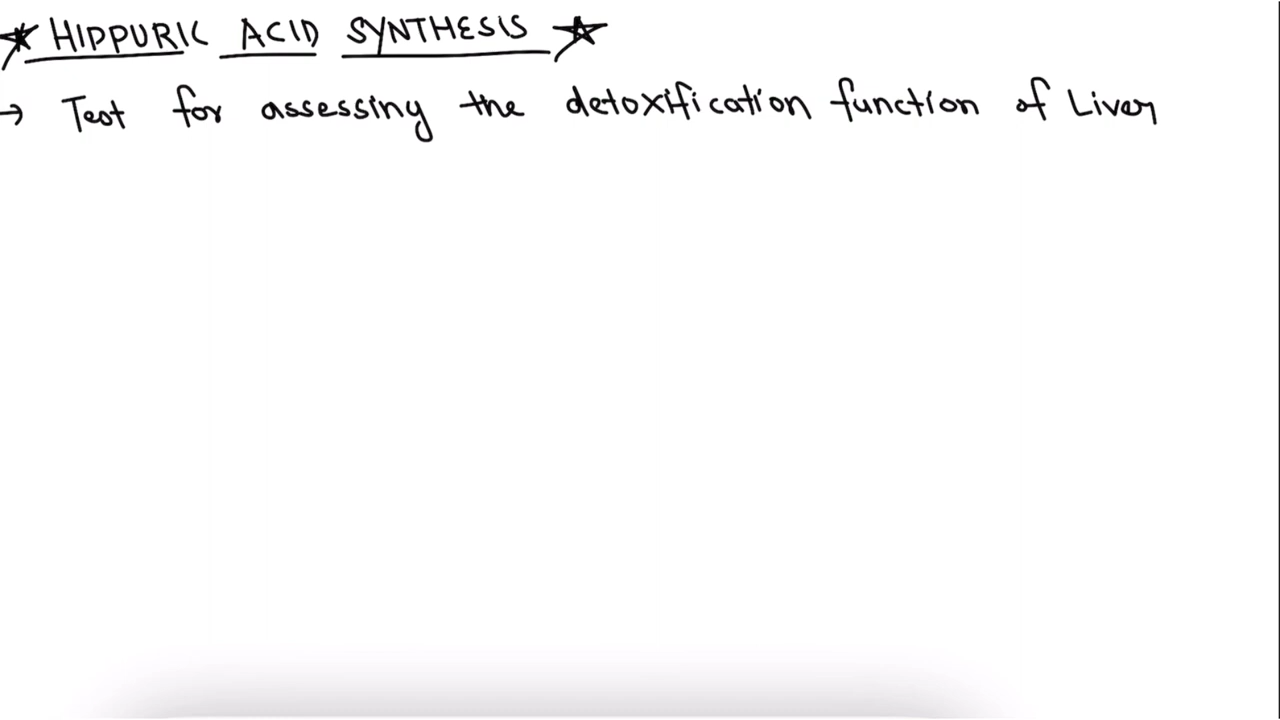 ★ HIPPURIC ACID SYNTHESIS ★
→ Test for assessing the detoxification function of Liver